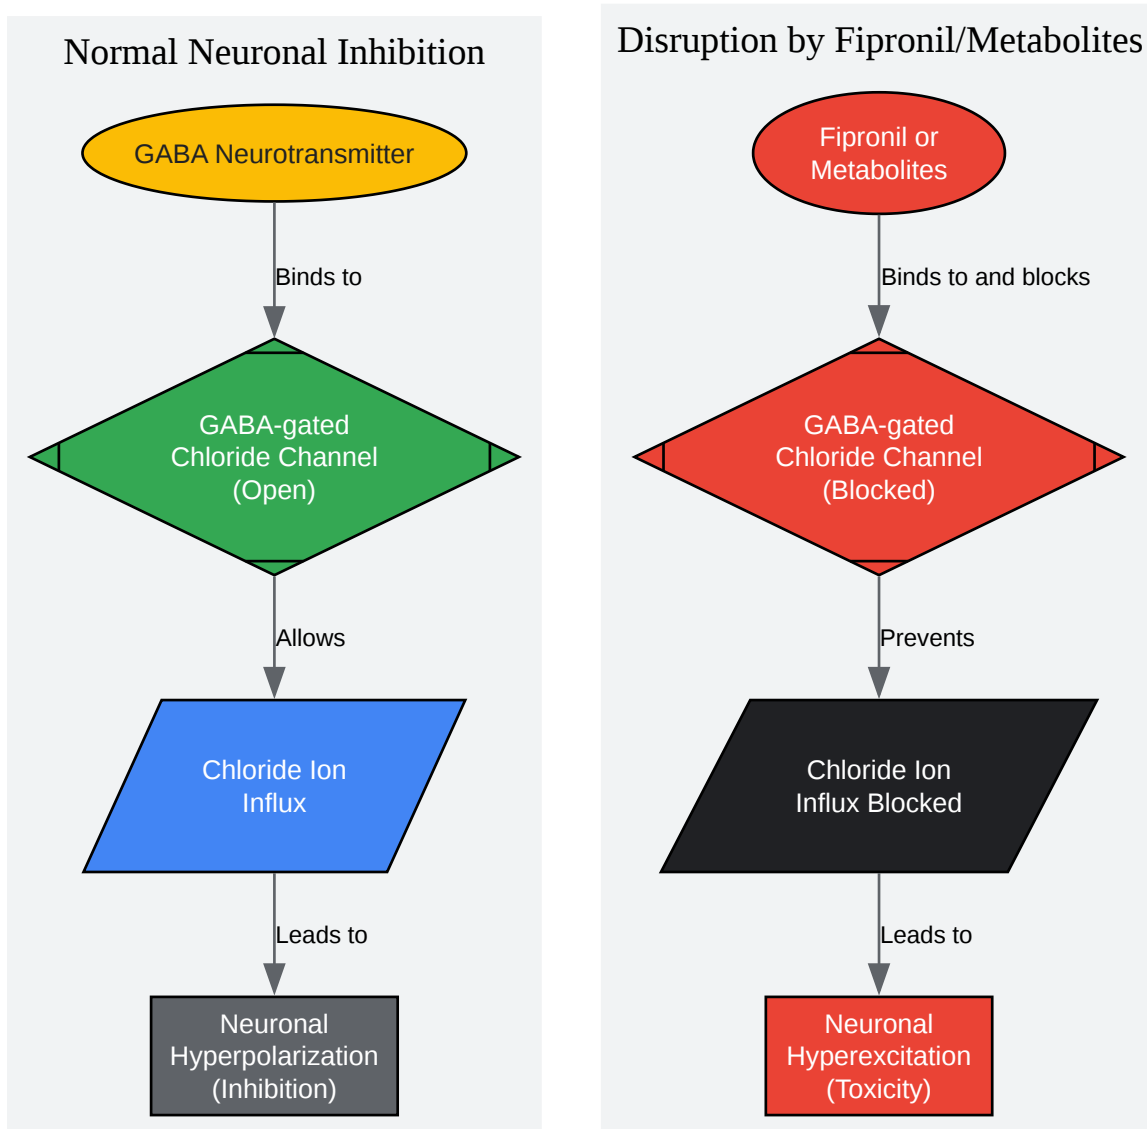 Normal Neuronal Inhibition
GABA Neurotransmitter
Binds to
GABA-gated
Chloride Channel
(Open)
Allows
Chloride Ion
Influx
Leads to
Neuronal
Hyperpolarization
(Inhibition)
Disruption by Fipronil/Metabolites
Fipronil or
Metabolites
Binds to and blocks
GABA-gated
Chloride Channel
(Blocked)
Prevents
Chloride Ion
Influx Blocked
Leads to
Neuronal
Hyperexcitation
(Toxicity)